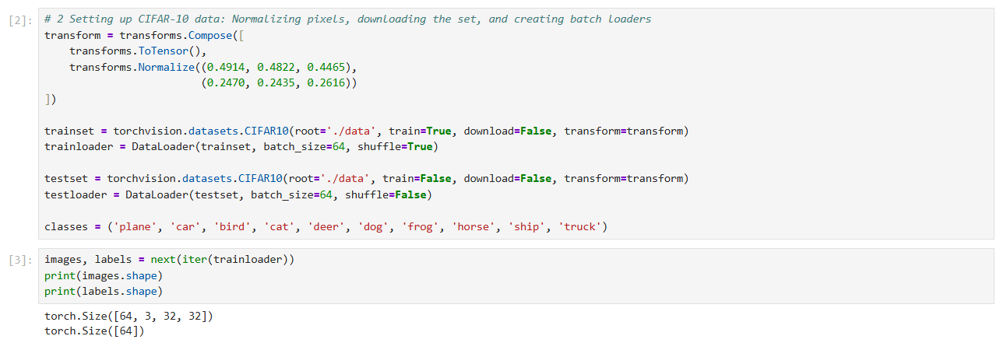 [2]: # 2 Setting up CIFAR-10 data: Normalizing pixels, downloading the set, and creating batch loaders
transform = transforms.Compose([
    transforms.ToTensor(),
    transforms.Normalize((0.4914, 0.4822, 0.4465),
                         (0.2470, 0.2435, 0.2616))
])
trainset = torchvision.datasets.CIFAR10(root='./data', train=True, download=False, transform=transform)
trainloader = DataLoader(trainset, batch_size=64, shuffle=True)
testset = torchvision.datasets.CIFAR10(root='./data', train=False, download=False, transform=transform)
testloader = DataLoader(testset, batch_size=64, shuffle=False)
classes = ('plane', 'car', 'bird', 'cat', 'deer', 'dog', 'frog', 'horse', 'ship', 'truck')
[3]: images, labels = next(iter(trainloader))
print(images.shape)
print(labels.shape)
torch.Size([64, 3, 32, 32])
torch.Size([64])